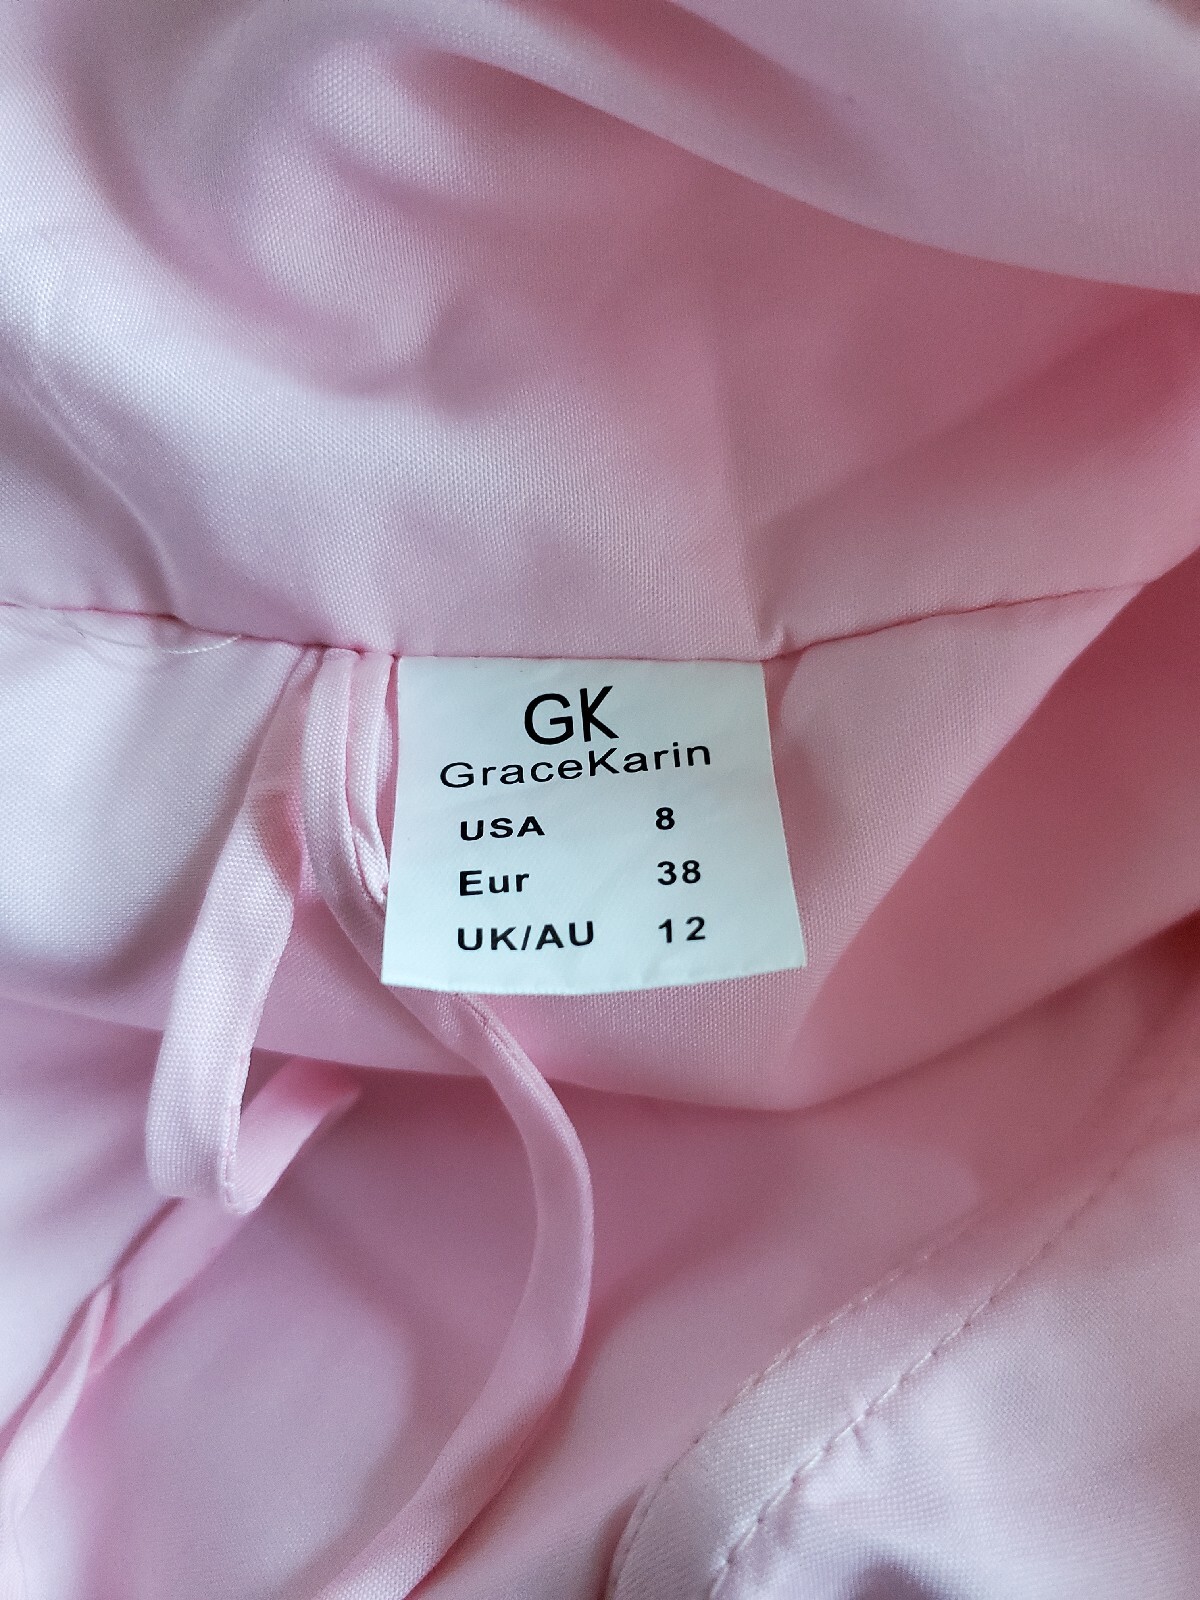 GK
GraceKarin
USA 8
Eur 38
UK/AU 12